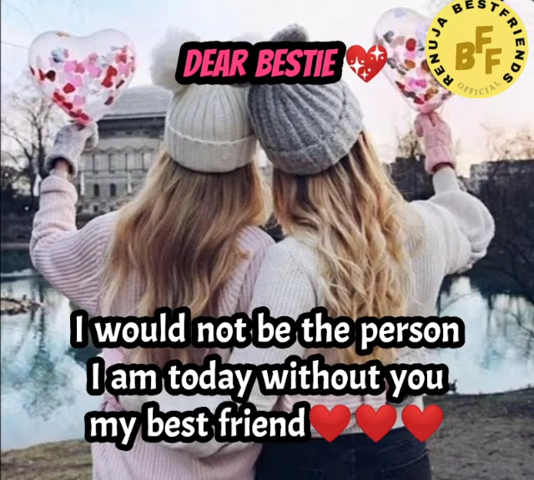 DEAR BESTIE 💖
RENUJA BESTFRIENDS
BFF
OFFICIAL
I would not be the person
I am today without you
my best friend❤️❤️❤️